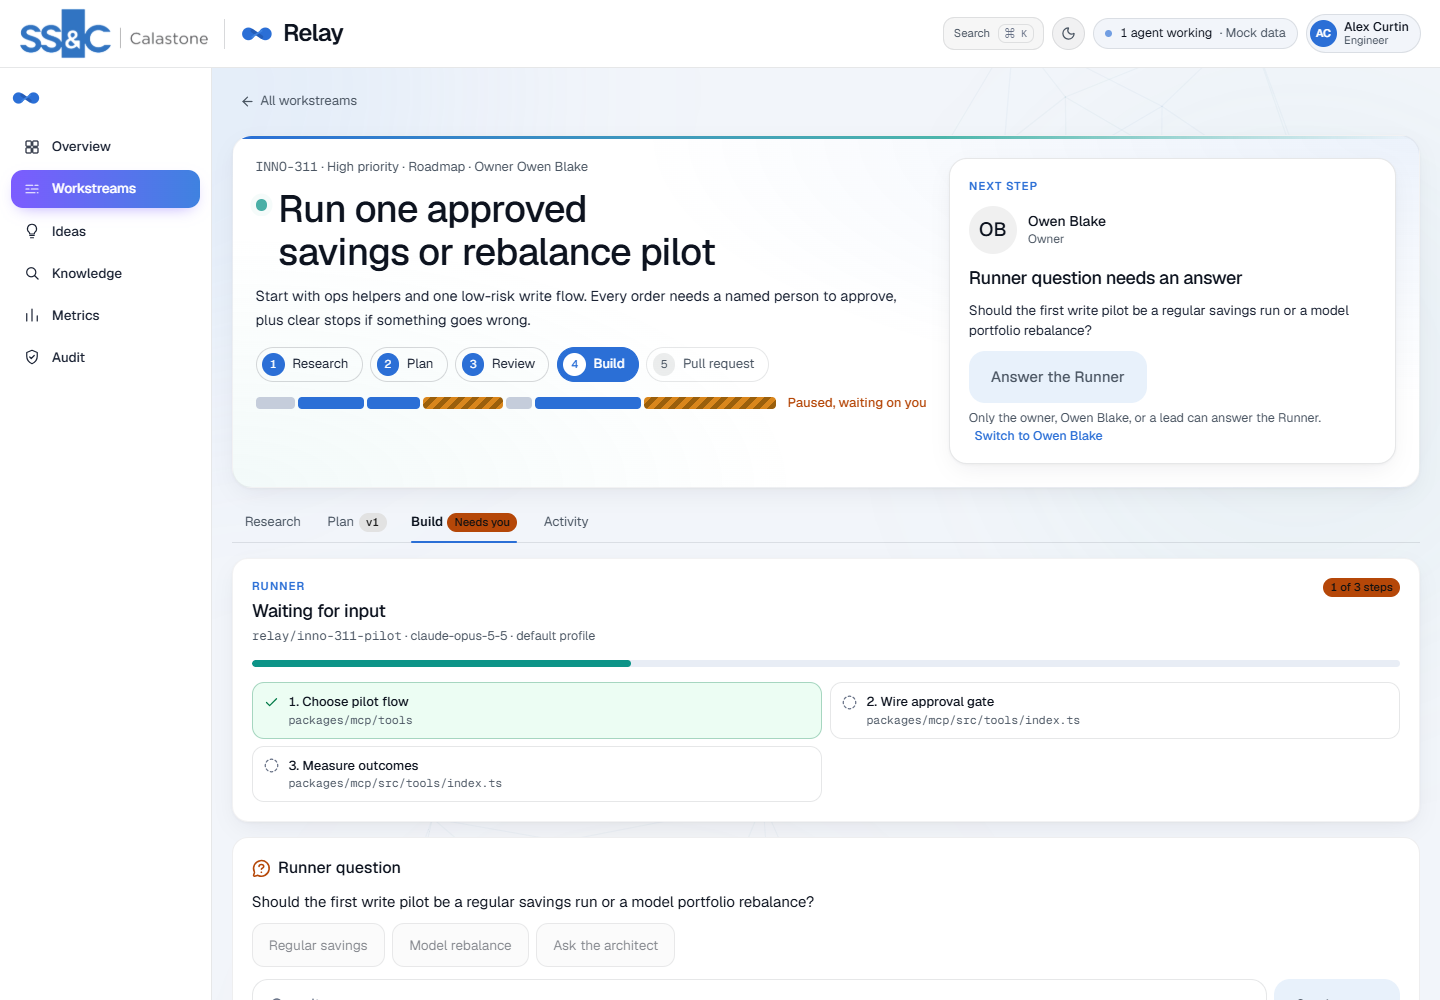 SS&C
Calastone
Relay
Search ⌘ K
1 agent working · Mock data
AC
Alex Curtin
Engineer
Overview
Workstreams
Ideas
Knowledge
Metrics
Audit
← All workstreams
INNO-311 · High priority · Roadmap · Owner Owen Blake
Run one approved
savings or rebalance pilot
Start with ops helpers and one low-risk write flow. Every order needs a named person to approve,
plus clear stops if something goes wrong.
1 Research
2 Plan
3 Review
4 Build
5 Pull request
Paused, waiting on you
NEXT STEP
OB
Owen Blake
Owner
Runner question needs an answer
Should the first write pilot be a regular savings run or a model
portfolio rebalance?
Answer the Runner
Only the owner, Owen Blake, or a lead can answer the Runner.
Switch to Owen Blake
Research
Plan v1
Build Needs you
Activity
RUNNER
1 of 3 steps
Waiting for input
relay/inno-311-pilot · claude-opus-5-5 · default profile
1. Choose pilot flow
packages/mcp/tools
2. Wire approval gate
packages/mcp/src/tools/index.ts
3. Measure outcomes
packages/mcp/src/tools/index.ts
Runner question
Should the first write pilot be a regular savings run or a model portfolio rebalance?
Regular savings
Model rebalance
Ask the architect